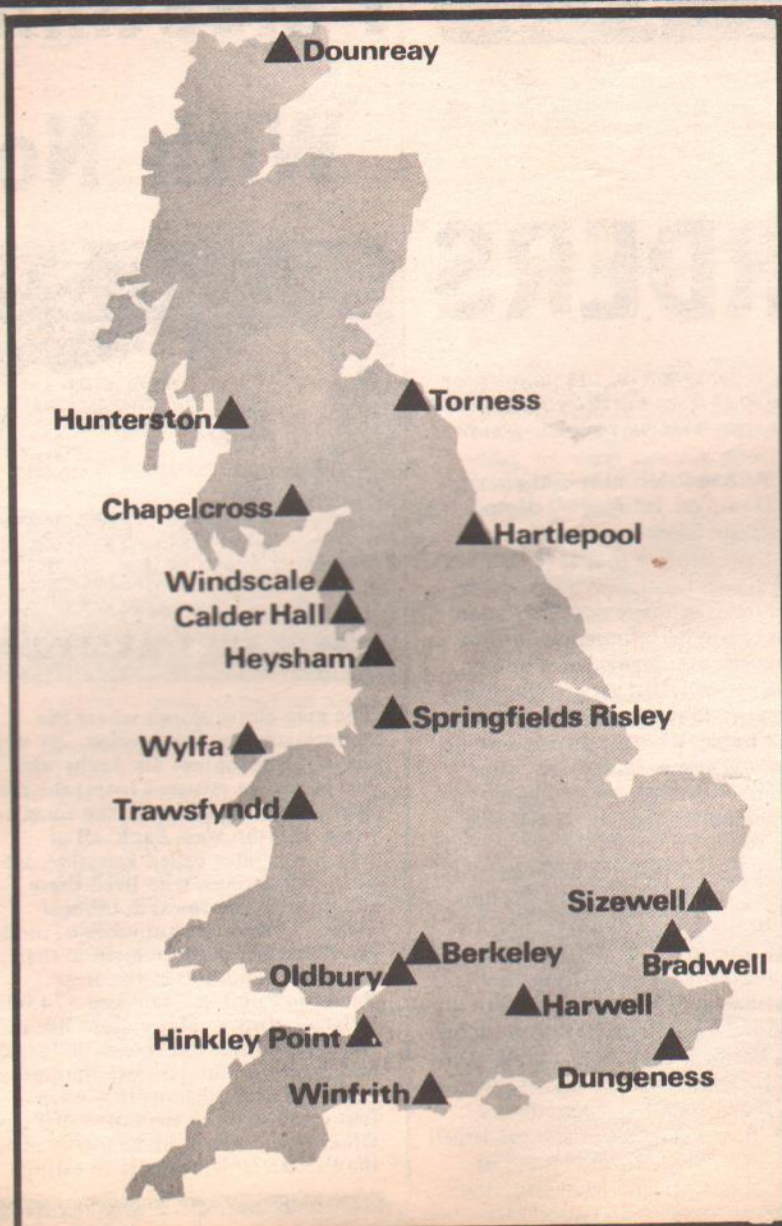 Dounreay
Torness
Hunterston
Chapelcross
Hartlepool
Windscale
Calder Hall
Heysham
Springfields Risley
Wylfa
Trawsfyndd
Sizewell
Berkeley
Bradwell
Oldbury
Harwell
Hinkley Point
Dungeness
Winfrith